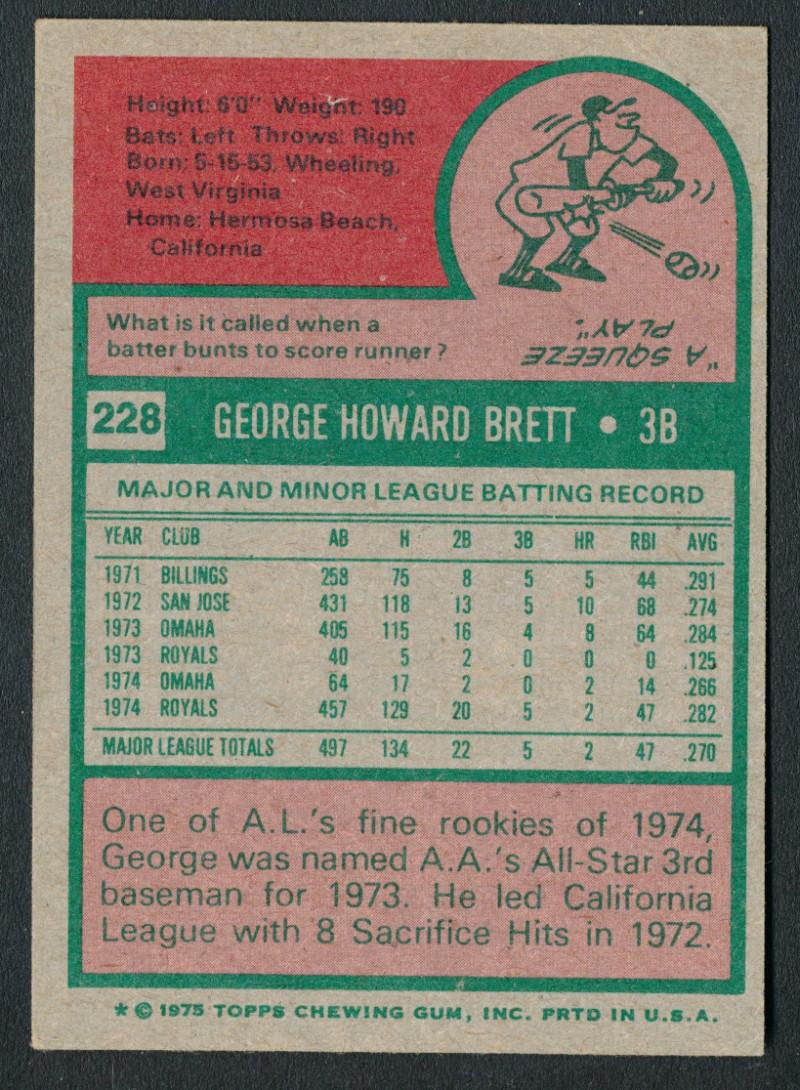 Height: 6'0" Weight: 190
Bats: Left Throws: Right
Born: 5-15-53, Wheeling,
West Virginia
Home: Hermosa Beach,
California
What is it called when a
batter bunts to score runner?
"A SQUEEZE
PLAY".
228 GEORGE HOWARD BRETT • 3B
MAJOR AND MINOR LEAGUE BATTING RECORD
YEAR CLUB AB H 2B 3B HR RBI AVG
1971 BILLINGS 258 75 8 5 5 44 .291
1972 SAN JOSE 431 118 13 5 10 68 .274
1973 OMAHA 405 115 16 4 8 64 .284
1973 ROYALS 40 5 2 0 0 0 .125
1974 OMAHA 64 17 2 0 2 14 .266
1974 ROYALS 457 129 20 5 2 47 .282
MAJOR LEAGUE TOTALS 497 134 22 5 2 47 .270
One of A.L.'s fine rookies of 1974,
George was named A.A.'s All-Star 3rd
baseman for 1973. He led California
League with 8 Sacrifice Hits in 1972.
* © 1975 TOPPS CHEWING GUM, INC. PRTD IN U.S.A.